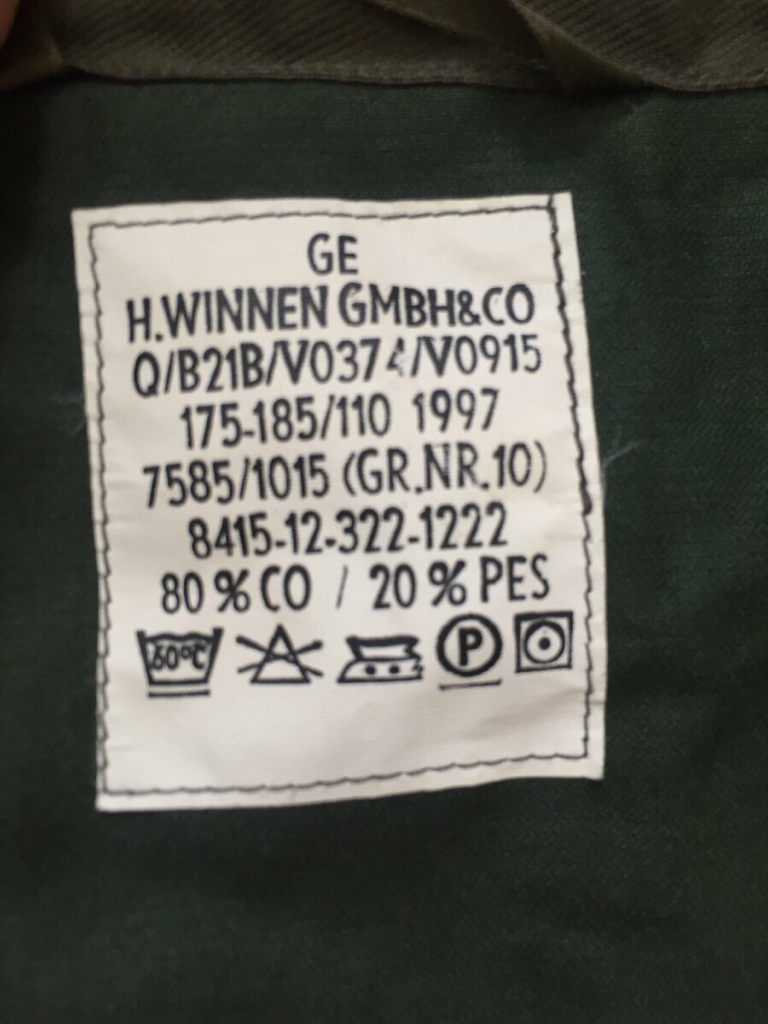 GE
H.WINNEN GMBH&CO
Q/B21B/V0374/V0915
175-185/110 1997
7585/1015 (GR.NR.10)
8415-12-322-1222
80 % CO / 20 % PES
60°C P